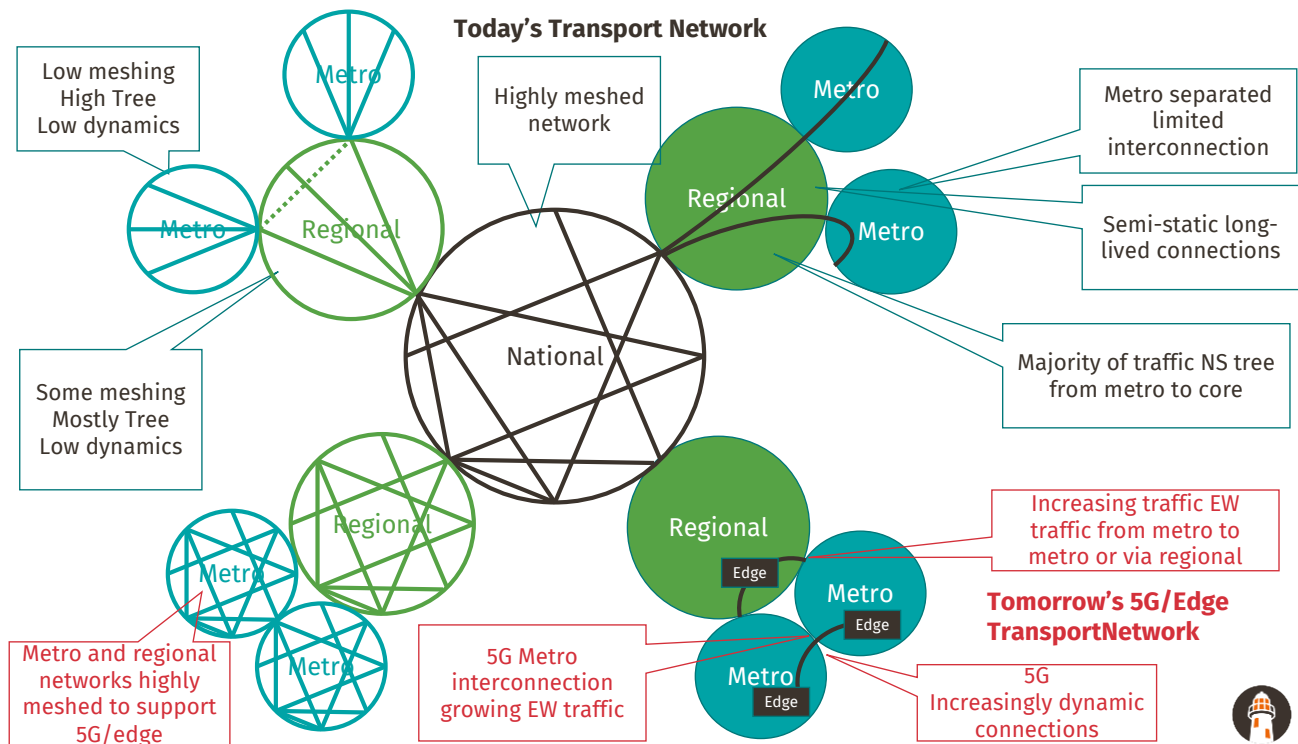 Today's Transport Network
Low meshing
High Tree
Low dynamics
Metro
Highly meshed
network
Metro
Metro separated
limited
interconnection
Metro
Regional
Regional
Metro
Semi-static long-
lived connections
National
Some meshing
Mostly Tree
Low dynamics
Majority of traffic NS tree
from metro to core
Regional
Regional
Increasing traffic EW
traffic from metro to
metro or via regional
Edge
Metro
Metro
Edge
Tomorrow's 5G/Edge
TransportNetwork
Metro and regional
networks highly
meshed to support
5G/edge
Metro
5G Metro
interconnection
growing EW traffic
Metro
Edge
5G
Increasingly dynamic
connections